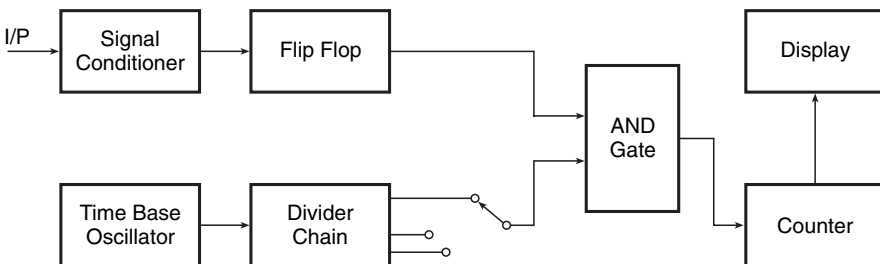 I/P
Signal
Conditioner
Flip Flop
Display
AND
Gate
Time Base
Oscillator
Divider
Chain
Counter